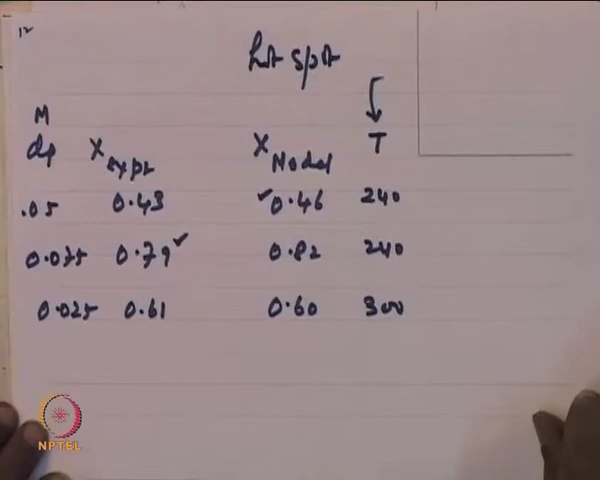 12
hot spot
M
dp X expt X Model T
.05 0.43 0.46 240
0.035 0.79 0.82 240
0.025 0.61 0.60 300
NPTEL